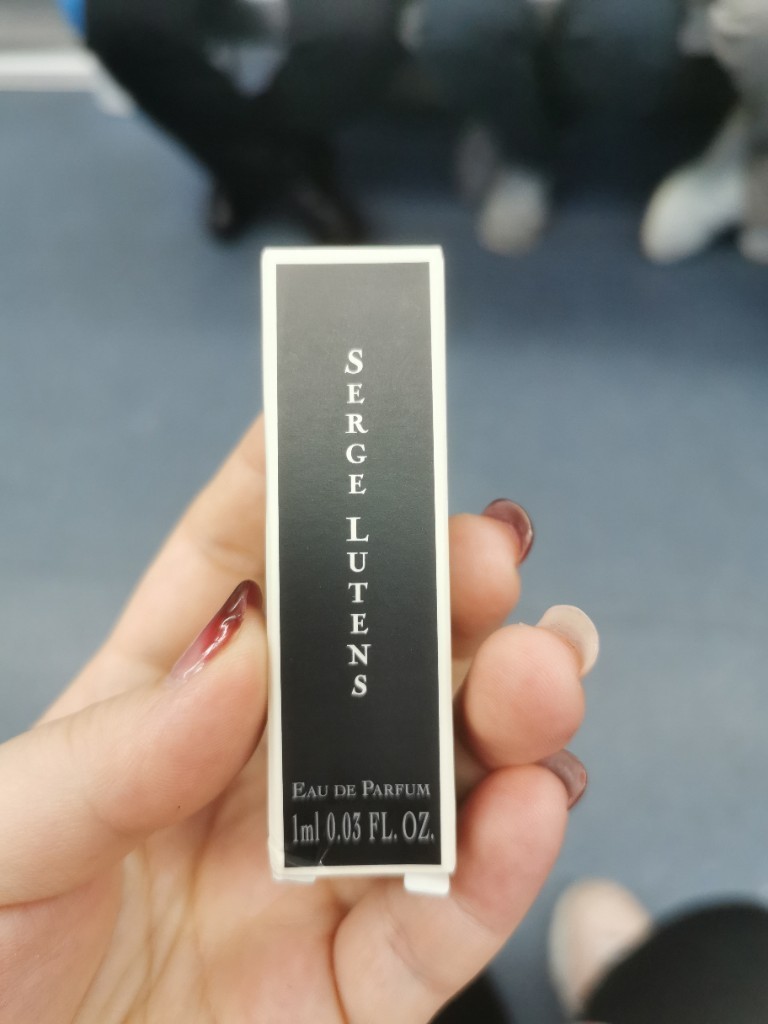 SERGE LUTENS
EAU DE PARFUM
1ml 0.03 FL. OZ.